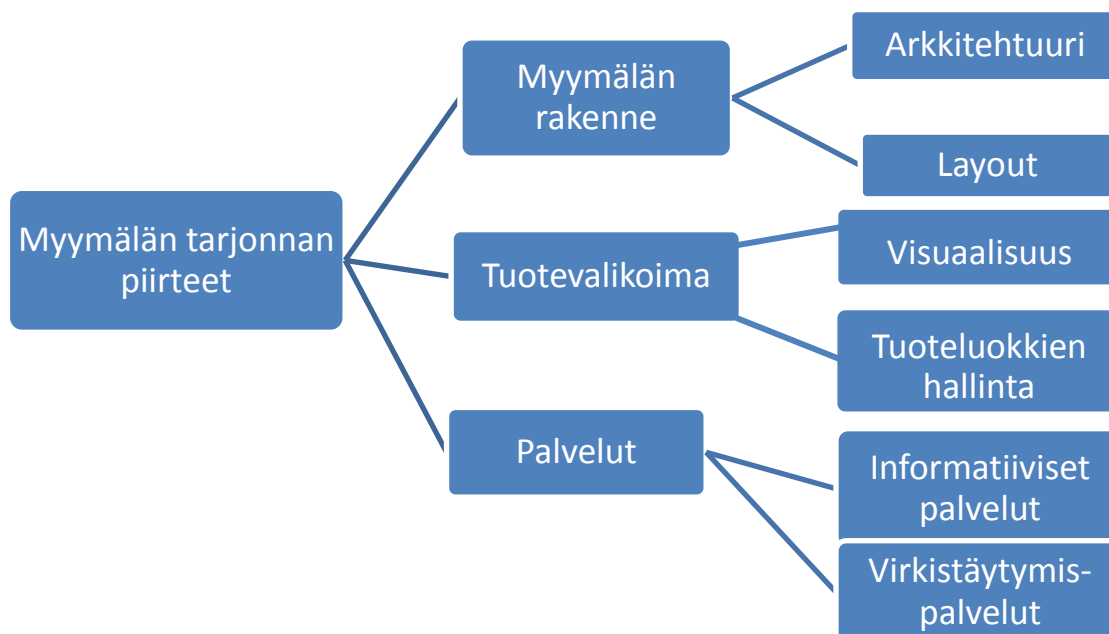 Myymälän tarjonnan
piirteet
Myymälän
rakenne
Arkkitehtuuri
Layout
Tuotevalikoima
Visuaalisuus
Tuoteluokkien
hallinta
Palvelut
Informatiiviset
palvelut
Virkistäytymis-
palvelut